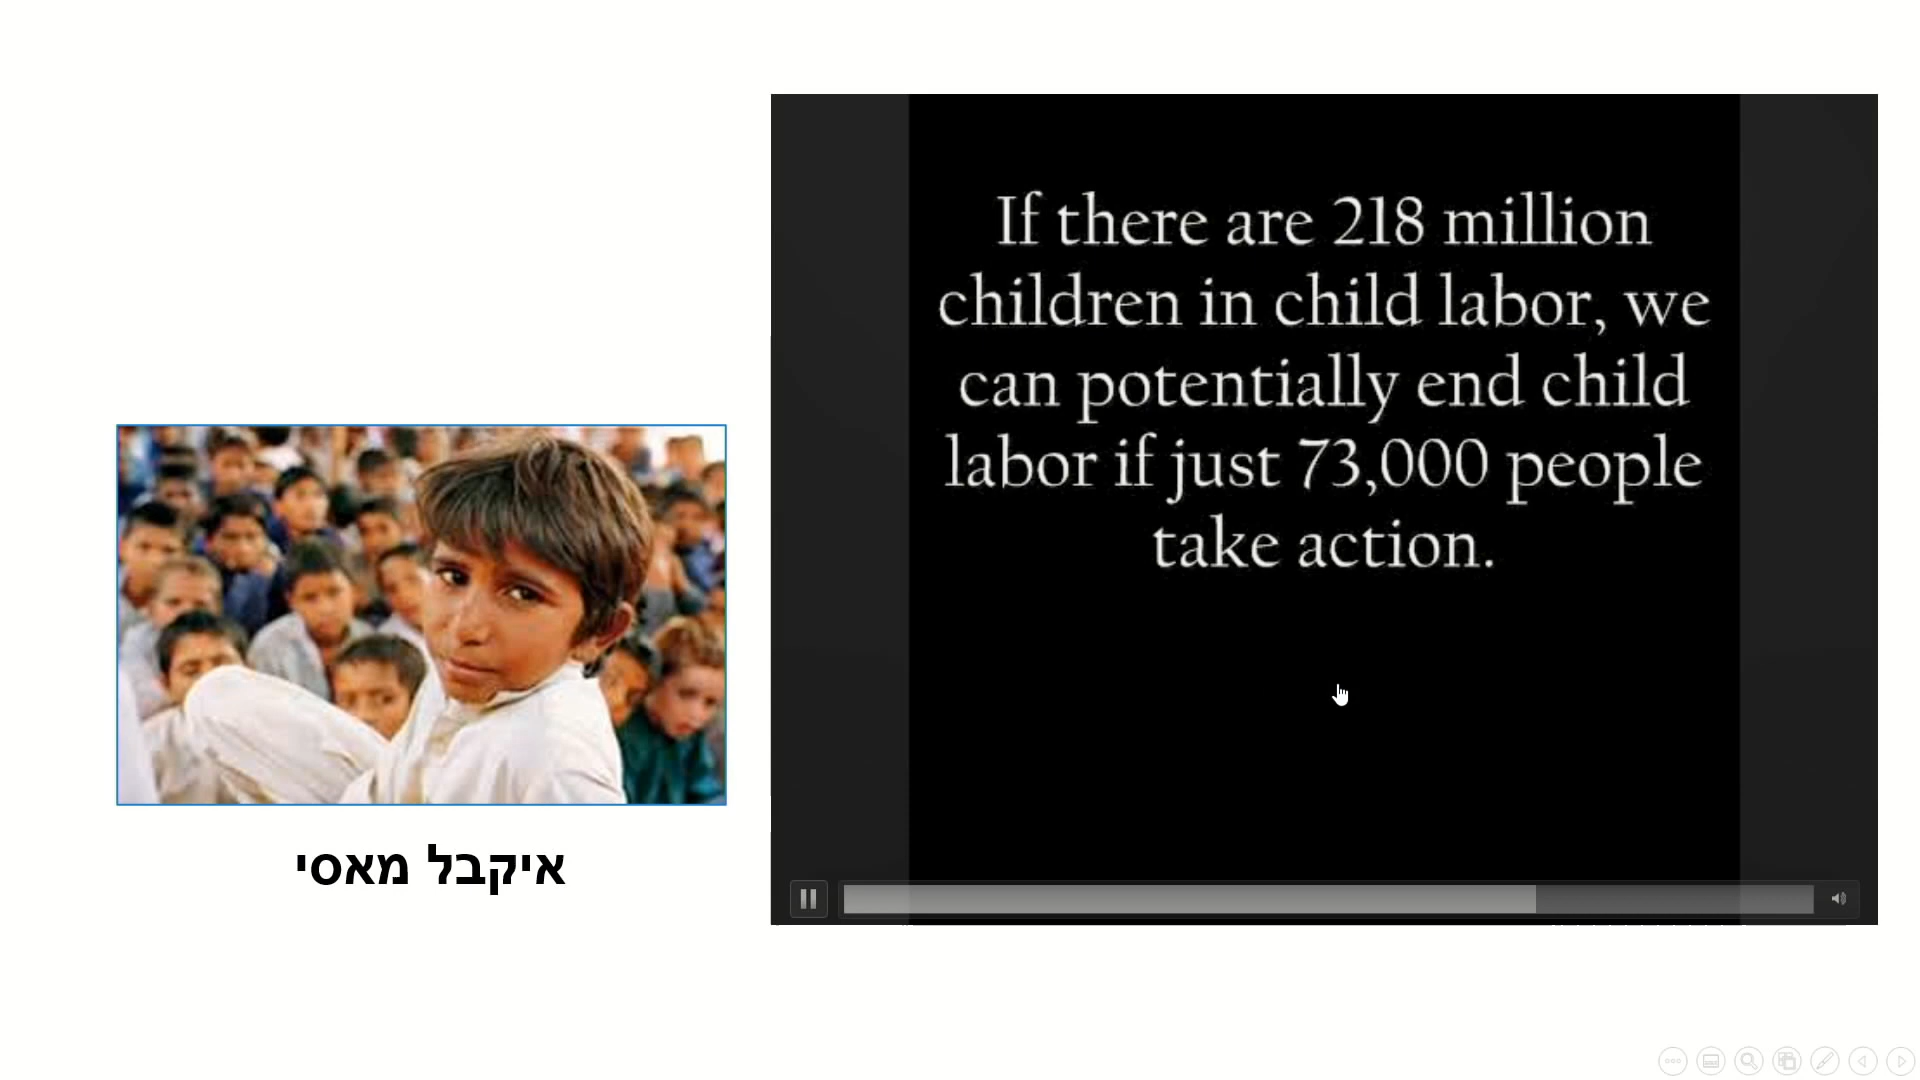 If there are 218 million
children in child labor, we
can potentially end child
labor if just 73,000 people
take action.
איקבל מאסי